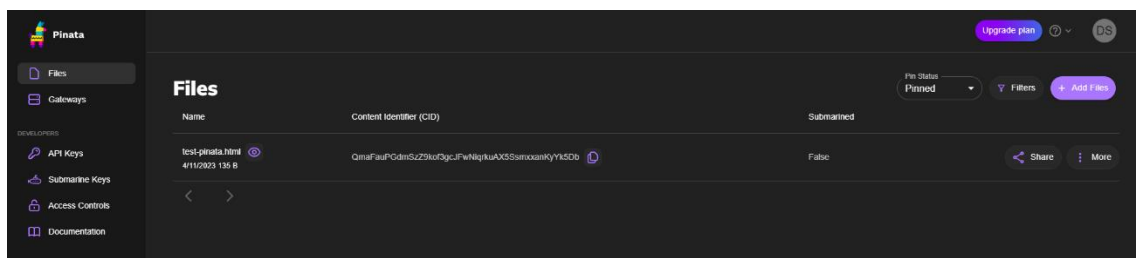 Pinata
Upgrade plan
DS
Files
Gateways
DEVELOPERS
API Keys
Submarine Keys
Access Controls
Documentation
Files
Pin Status
Pinned
Filters
+ Add Files
Name Content Identifier (CID) Submarined
test-pinata.html
4/11/2023 135 B
False
Share
More